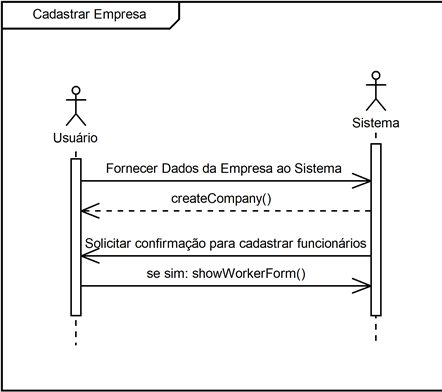 Cadastrar Empresa
Sistema
Usuário
Fornecer Dados da Empresa ao Sistema
createCompany()
Solicitar confirmação para cadastrar funcionários
se sim: showWorkerForm()